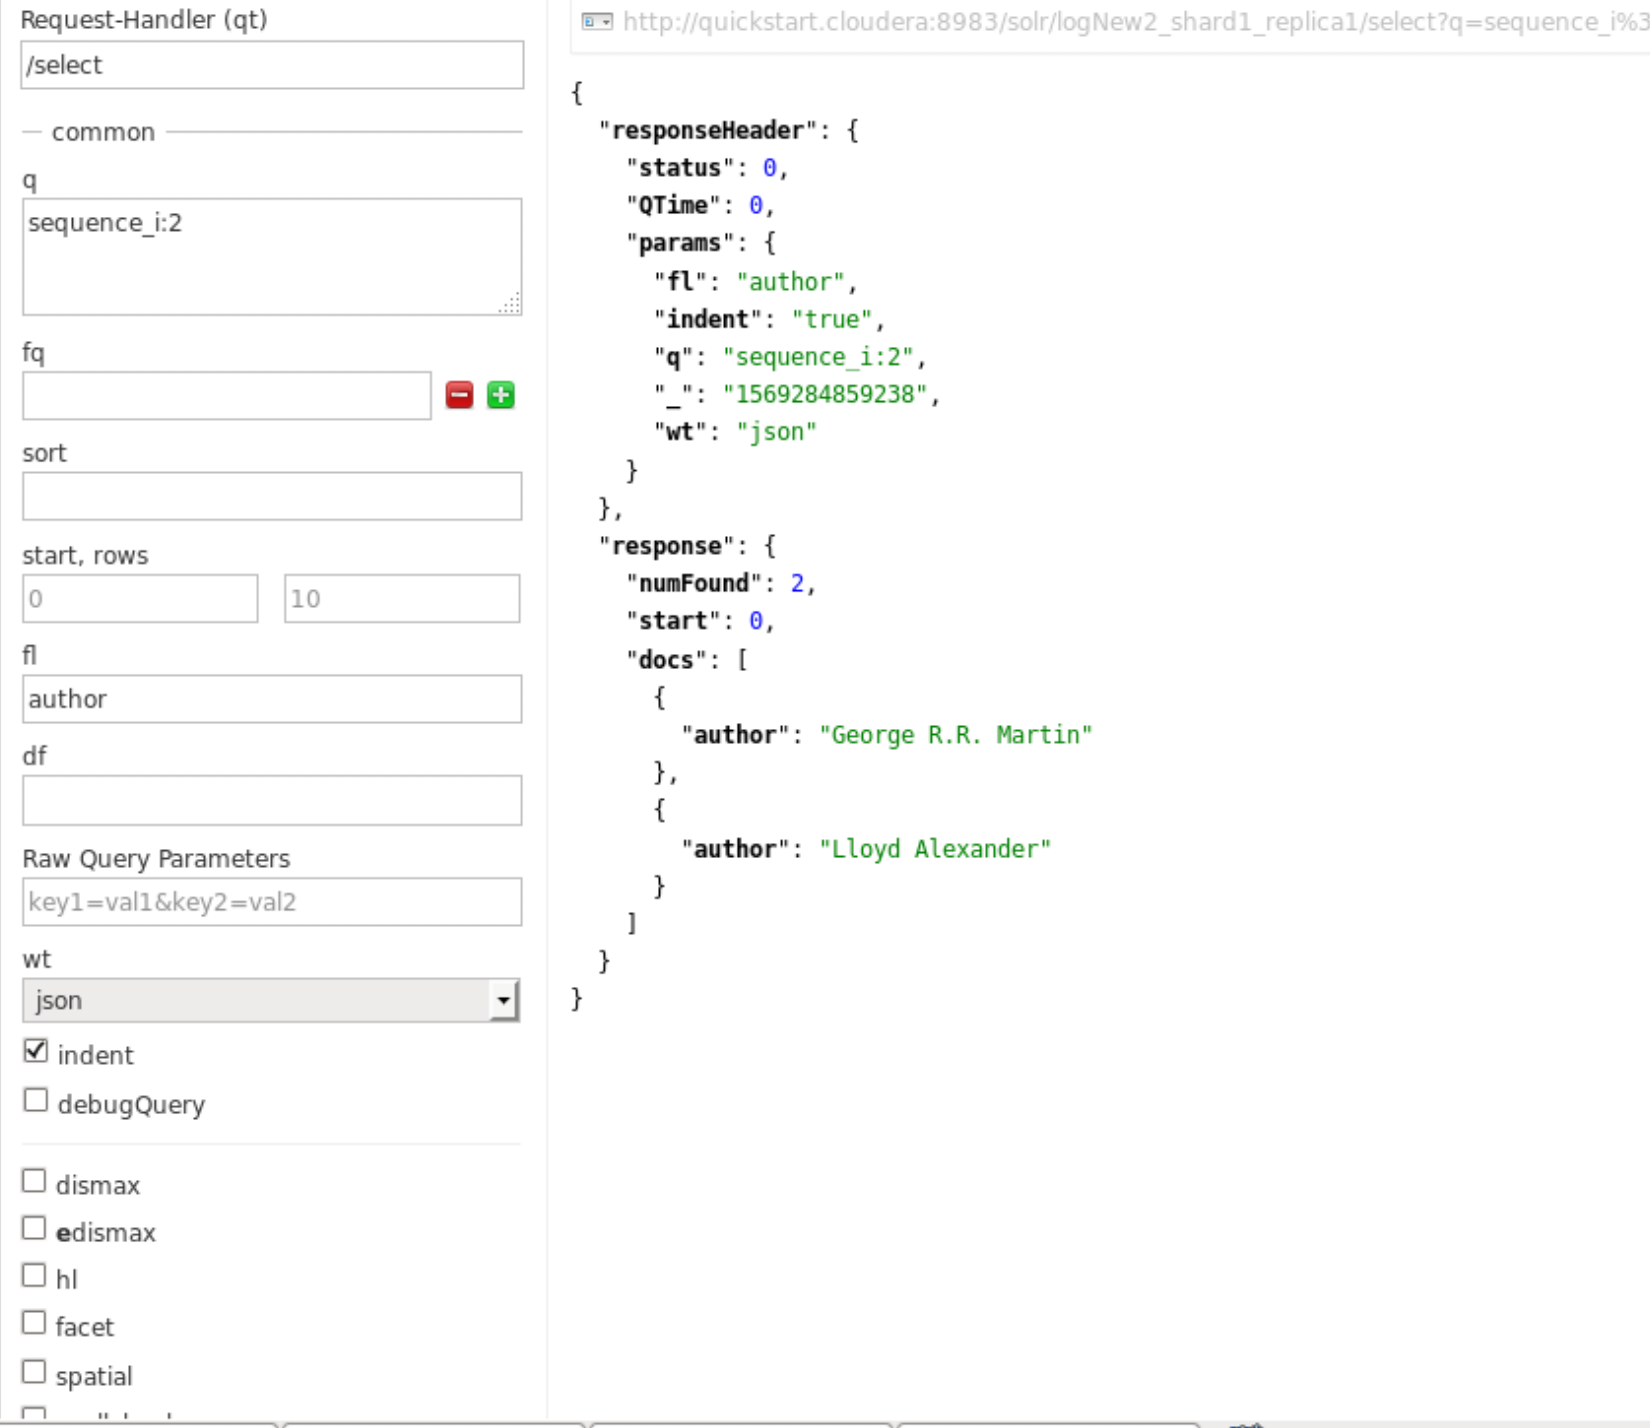 Request-Handler (qt)
/select
common
q
sequence_i:2
fq
sort
start, rows
0 10
fl
author
df
Raw Query Parameters
key1=val1&key2=val2
wt
json
indent
debugQuery
dismax
edismax
hl
facet
spatial
http://quickstart.cloudera:8983/solr/logNew2_shard1_replica1/select?q=sequence_i%3
{
"responseHeader": {
"status": 0,
"QTime": 0,
"params": {
"fl": "author",
"indent": "true",
"q": "sequence_i:2",
"_": "1569284859238",
"wt": "json"
}
},
"response": {
"numFound": 2,
"start": 0,
"docs": [
{
"author": "George R.R. Martin"
},
{
"author": "Lloyd Alexander"
}
]
}
}